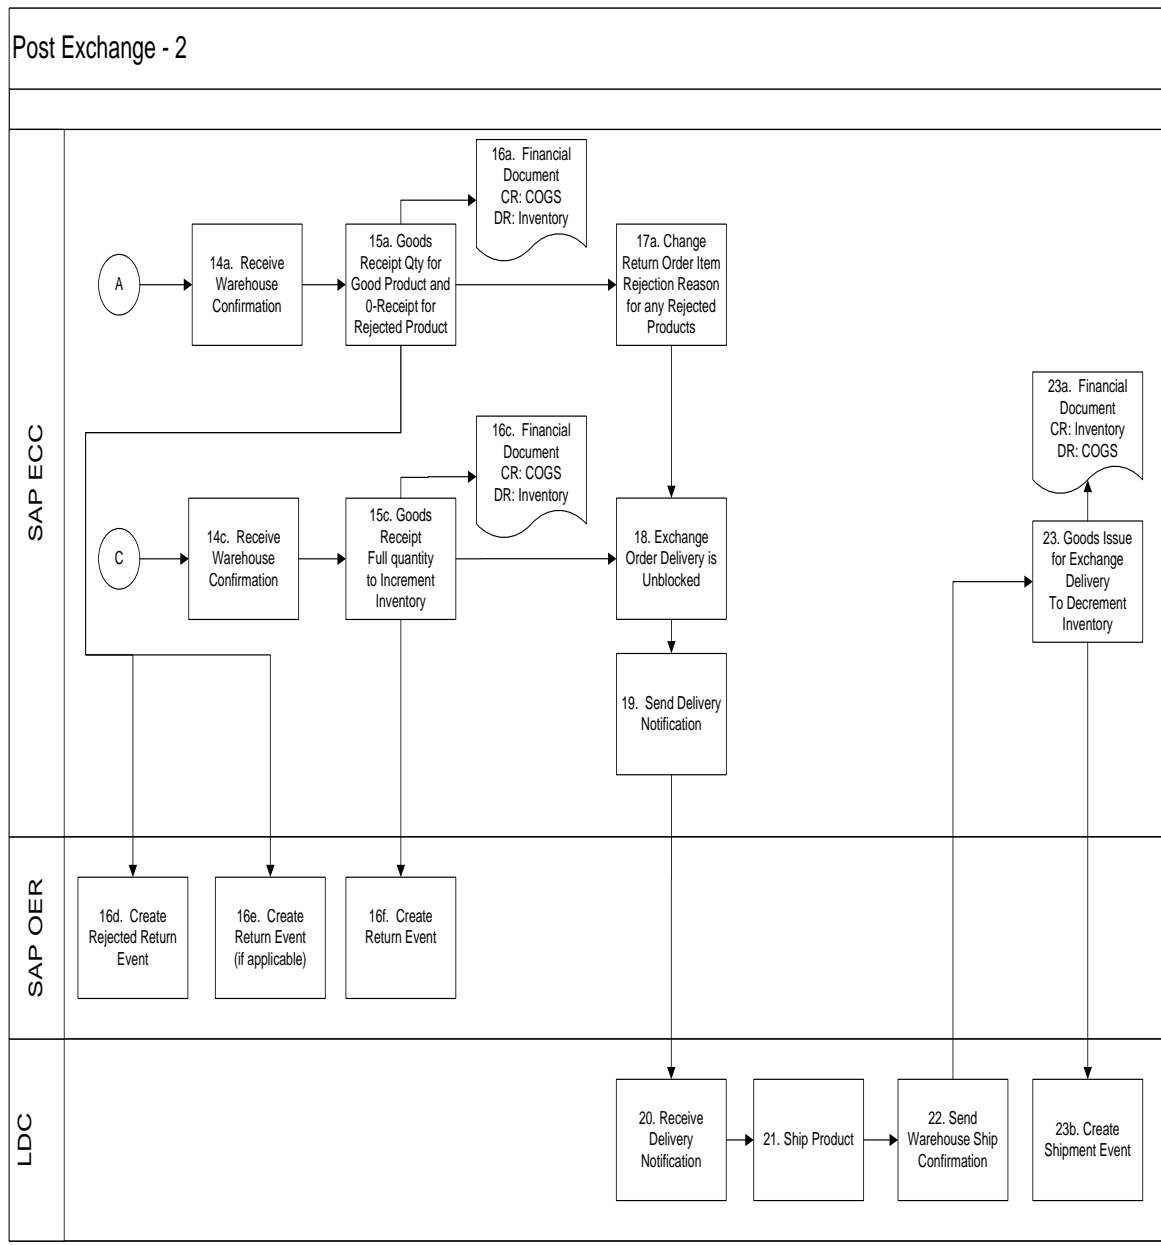 Post Exchange - 2
SAP ECC
16a. Financial
Document
CR: COGS
DR: Inventory
A
14a. Receive
Warehouse
Confirmation
15a. Goods
Receipt Qty for
Good Product and
0-Receipt for
Rejected Product
17a. Change
Return Order Item
Rejection Reason
for any Rejected
Products
23a. Financial
Document
CR: Inventory
DR: COGS
16c. Financial
Document
CR: COGS
DR: Inventory
C
14c. Receive
Warehouse
Confirmation
15c. Goods
Receipt
Full quantity
to Increment
Inventory
18. Exchange
Order Delivery is
Unblocked
23. Goods Issue
for Exchange
Delivery
To Decrement
Inventory
19. Send Delivery
Notification
SAP OER
16d. Create
Rejected Return
Event
16e. Create
Return Event
(if applicable)
16f. Create
Return Event
LDC
20. Receive
Delivery
Notification
21. Ship Product
22. Send
Warehouse Ship
Confirmation
23b. Create
Shipment Event